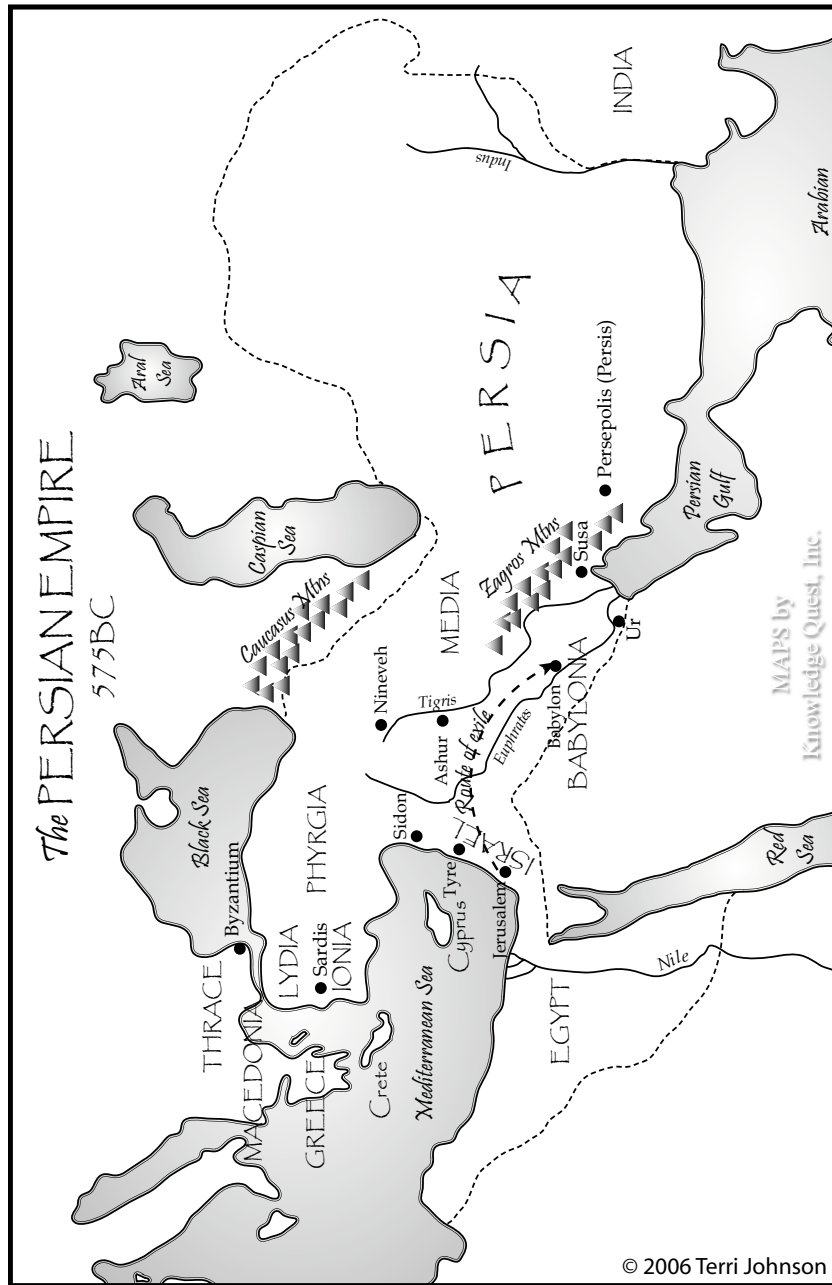 The PERSIAN EMPIRE
575BC
Aral
Sea
Caspian
Sea
Black Sea
Caucasus Mtns
THRACE
Byzantium
MACEDONIA
LYDIA
Sardis
IONIA
PHYRGIA
GREECE
Crete
Mediterranean Sea
Cyprus
Sidon
Tyre
ISRAEL
Jerusalem
Nineveh
Ashur
Tigris
Euphrates
Route of exile
MEDIA
Babylon
BABYLONIA
Ur
Zagros Mtns
Susa
PERSIA
Persepolis (Persis)
Persian
Gulf
Indus
INDIA
Arabian
EGYPT
Nile
Red
Sea
MAPS by
Knowledge Quest, Inc.
© 2006 Terri Johnson